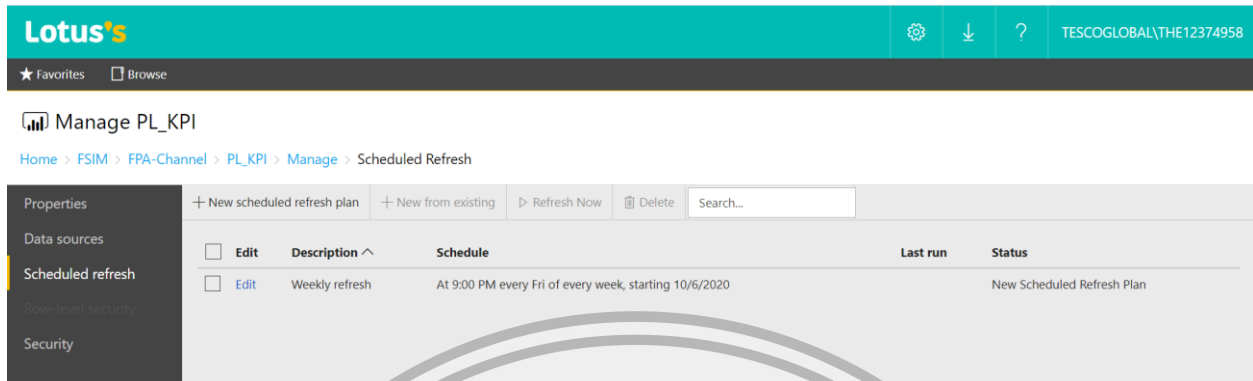 Lotus's
? TESCOGLOBAL\THE12374958
Favorites Browse
Manage PL_KPI
Home > FSIM > FPA-Channel > PL_KPI > Manage > Scheduled Refresh
Properties
Data sources
Scheduled refresh
Row-level security
Security
+ New scheduled refresh plan + New from existing Refresh Now Delete Search...
Edit Description Schedule Last run Status
Edit Weekly refresh At 9:00 PM every Fri of every week, starting 10/6/2020 New Scheduled Refresh Plan